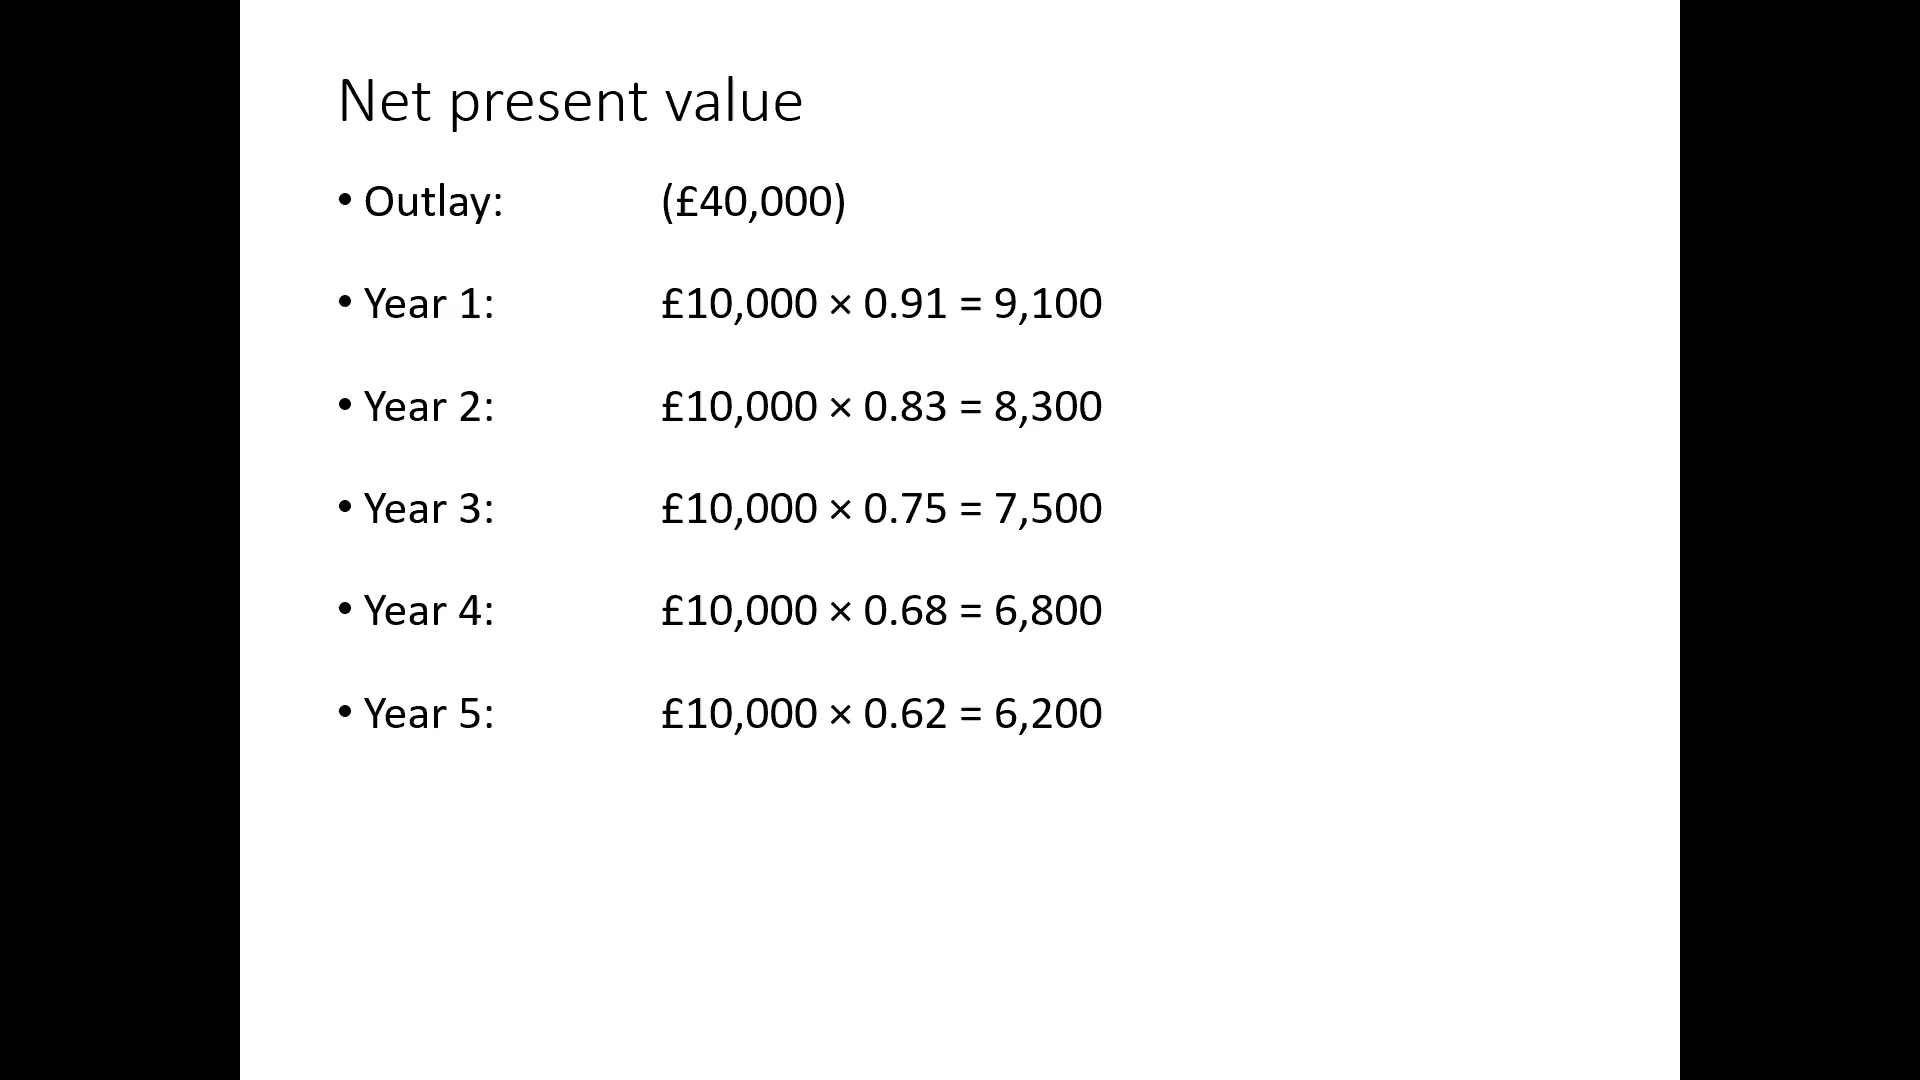 Net present value
• Outlay: (£40,000)
• Year 1: £10,000 × 0.91 = 9,100
• Year 2: £10,000 × 0.83 = 8,300
• Year 3: £10,000 × 0.75 = 7,500
• Year 4: £10,000 × 0.68 = 6,800
• Year 5: £10,000 × 0.62 = 6,200